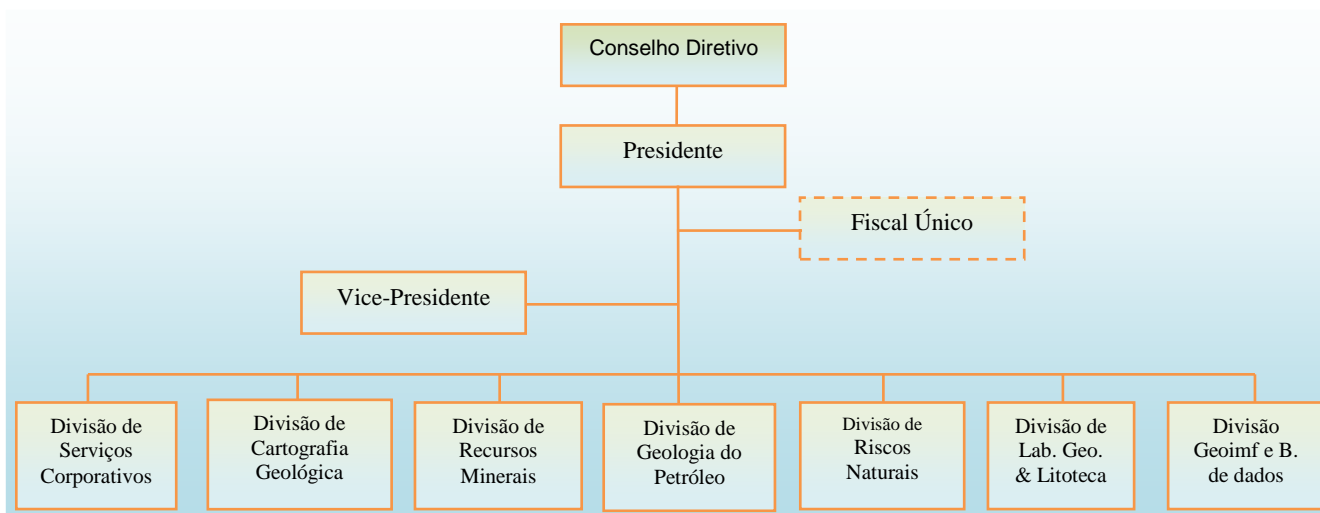 Conselho Diretivo
Presidente
Fiscal Único
Vice-Presidente
Divisão de
Serviços
Corporativos
Divisão de
Cartografia
Geológica
Divisão de
Recursos
Minerais
Divisão de
Geologia do
Petróleo
Divisão de
Riscos
Naturais
Divisão de
Lab. Geo.
& Litoteca
Divisão
Geoimf e B.
de dados